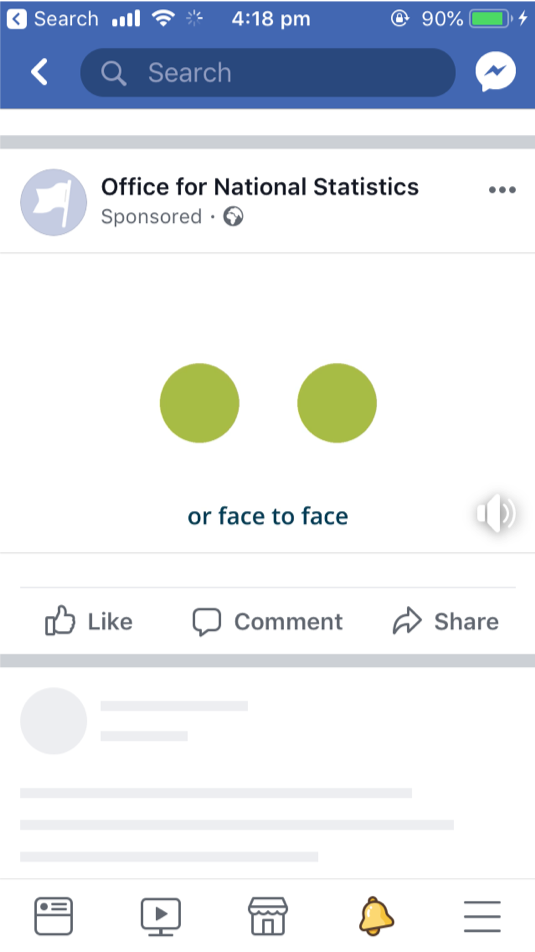 Search 4:18 pm 90%
Search
Office for National Statistics
Sponsored ·
or face to face
Like Comment Share